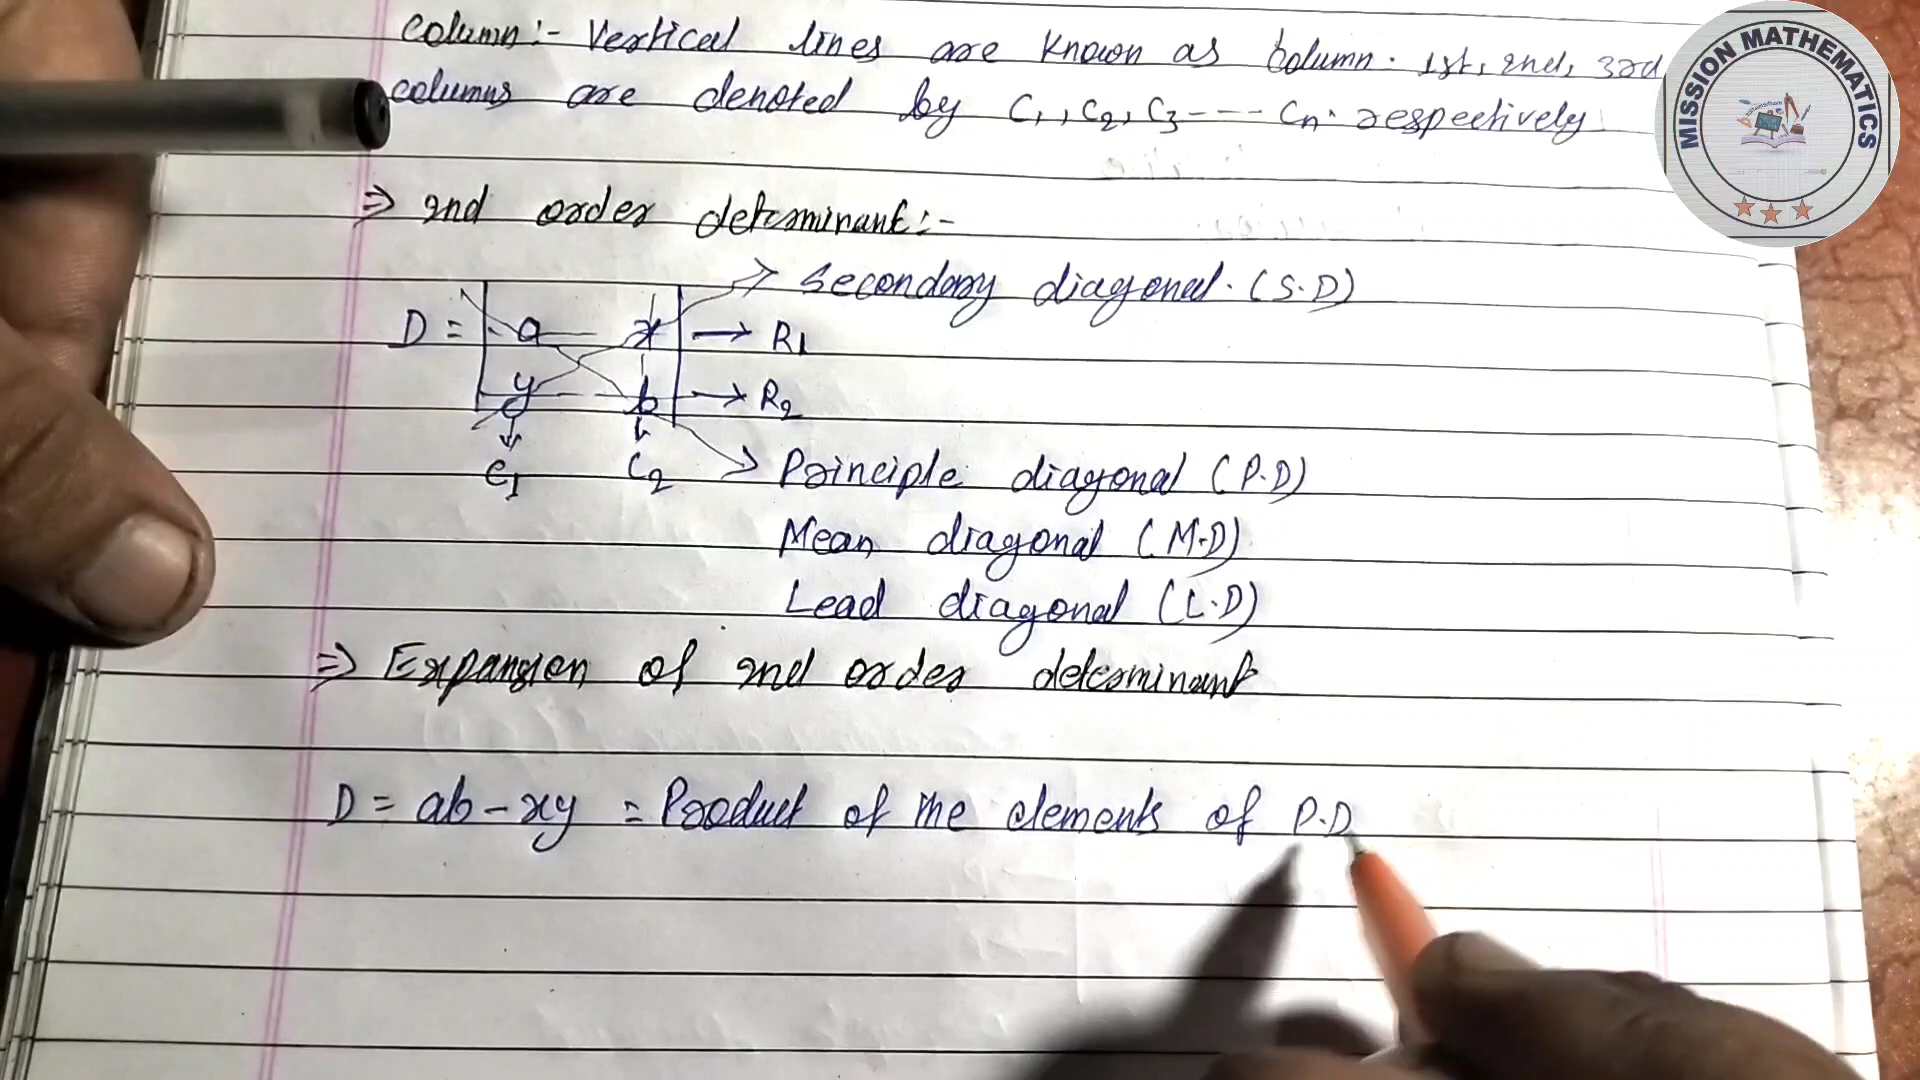 Column:- Vertical lines are known as Column. 1st, 2nd, 3rd
columns are denoted by C1, C2, C3 --- Cn. respectively
MISSION MATHEMATICS
⇒ 2nd order determinant:-
Secondary diagonal. (S.D)
D = a x → R1
y b → R2
C1 C2
Principle diagonal (P.D)
Mean diagonal (M.D)
Lead diagonal (L.D)
⇒ Expansion of 2nd order determinant
D = ab - xy = Product of the elements of P.D